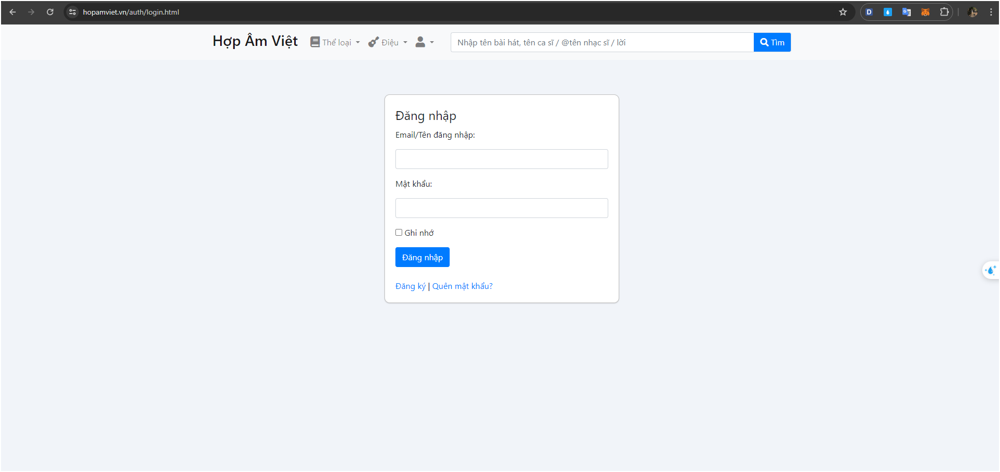 hopamviet.vn/auth/login.html
Hợp Âm Việt Thể loại Điệu Nhập tên bài hát, tên ca sĩ / @tên nhạc sĩ / lời Tìm
Đăng nhập
Email/Tên đăng nhập:
Mật khẩu:
Ghi nhớ
Đăng nhập
Đăng ký | Quên mật khẩu?